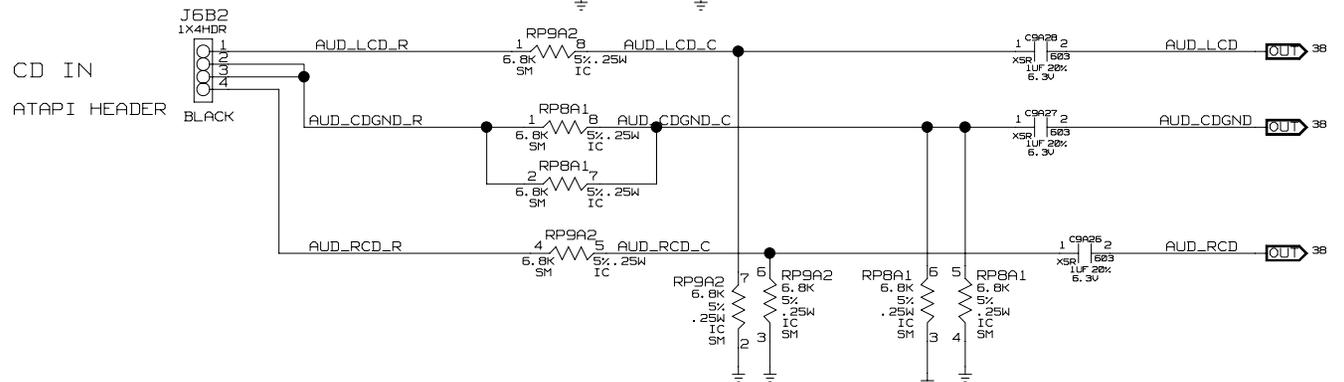 J6B2
1X4HDR
CD IN
ATAPI HEADER
1
2
3
4
BLACK
AUD_LCD_R
RP9A2
1
8
6.8K
5%.25W
SM
IC
AUD_LCD_C
C9A28
1
2
X5R
603
1UF 20%
6.3V
AUD_LCD
OUT
38
AUD_CDGND_R
RP8A1
1
8
6.8K
5%.25W
SM
IC
AUD_CDGND_C
C9A27
1
2
X5R
603
1UF 20%
6.3V
AUD_CDGND
OUT
38
RP8A1
2
7
6.8K
5%.25W
SM
IC
AUD_RCD_R
RP9A2
4
5
6.8K
5%.25W
SM
IC
AUD_RCD_C
C9A26
1
2
X5R
603
1UF 20%
6.3V
AUD_RCD
OUT
38
RP9A2
7
6.8K
5%
.25W
IC
SM
2
6
RP9A2
6.8K
5%
.25W
IC
SM
3
RP8A1
6
6.8K
5%
.25W
IC
SM
3
5
RP8A1
6.8K
5%
.25W
IC
SM
4